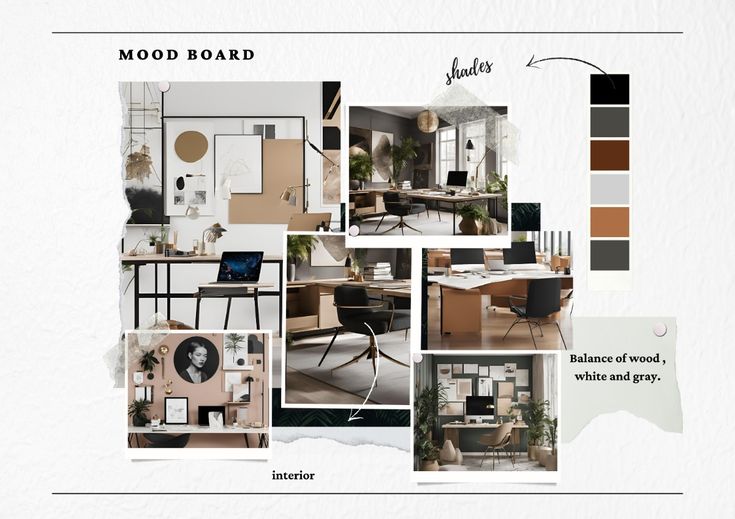 MOOD BOARD
shades
Balance of wood ,
white and gray.
interior